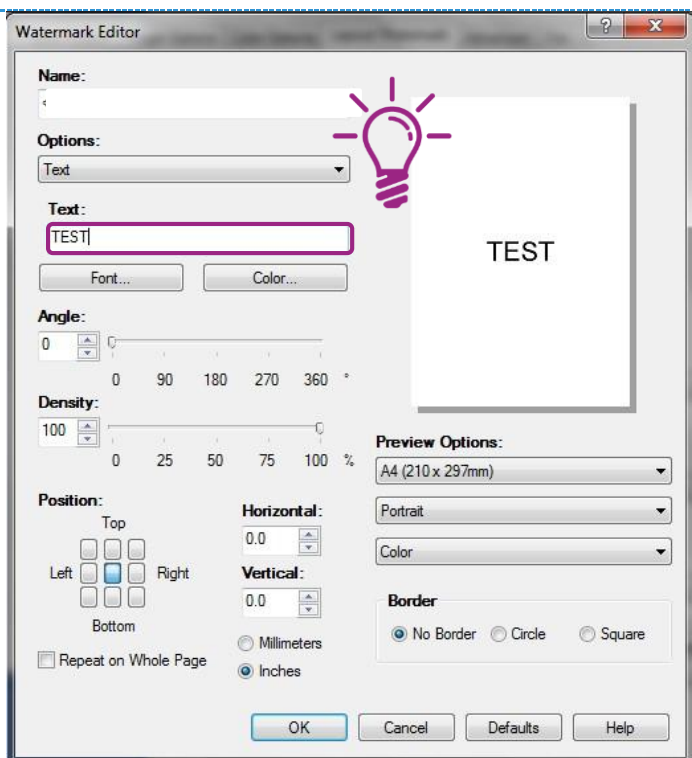 Watermark Editor
Name:
Options:
Text
Text:
TEST
Font... Color...
TEST
Angle:
0
0 90 180 270 360 °
Density:
100
0 25 50 75 100 %
Preview Options:
A4 (210 x 297mm)
Portrait
Color
Position:
Top
Left Right
Bottom
Repeat on Whole Page
Horizontal:
0.0
Vertical:
0.0
Millimeters
Inches
Border
No Border Circle Square
OK Cancel Defaults Help